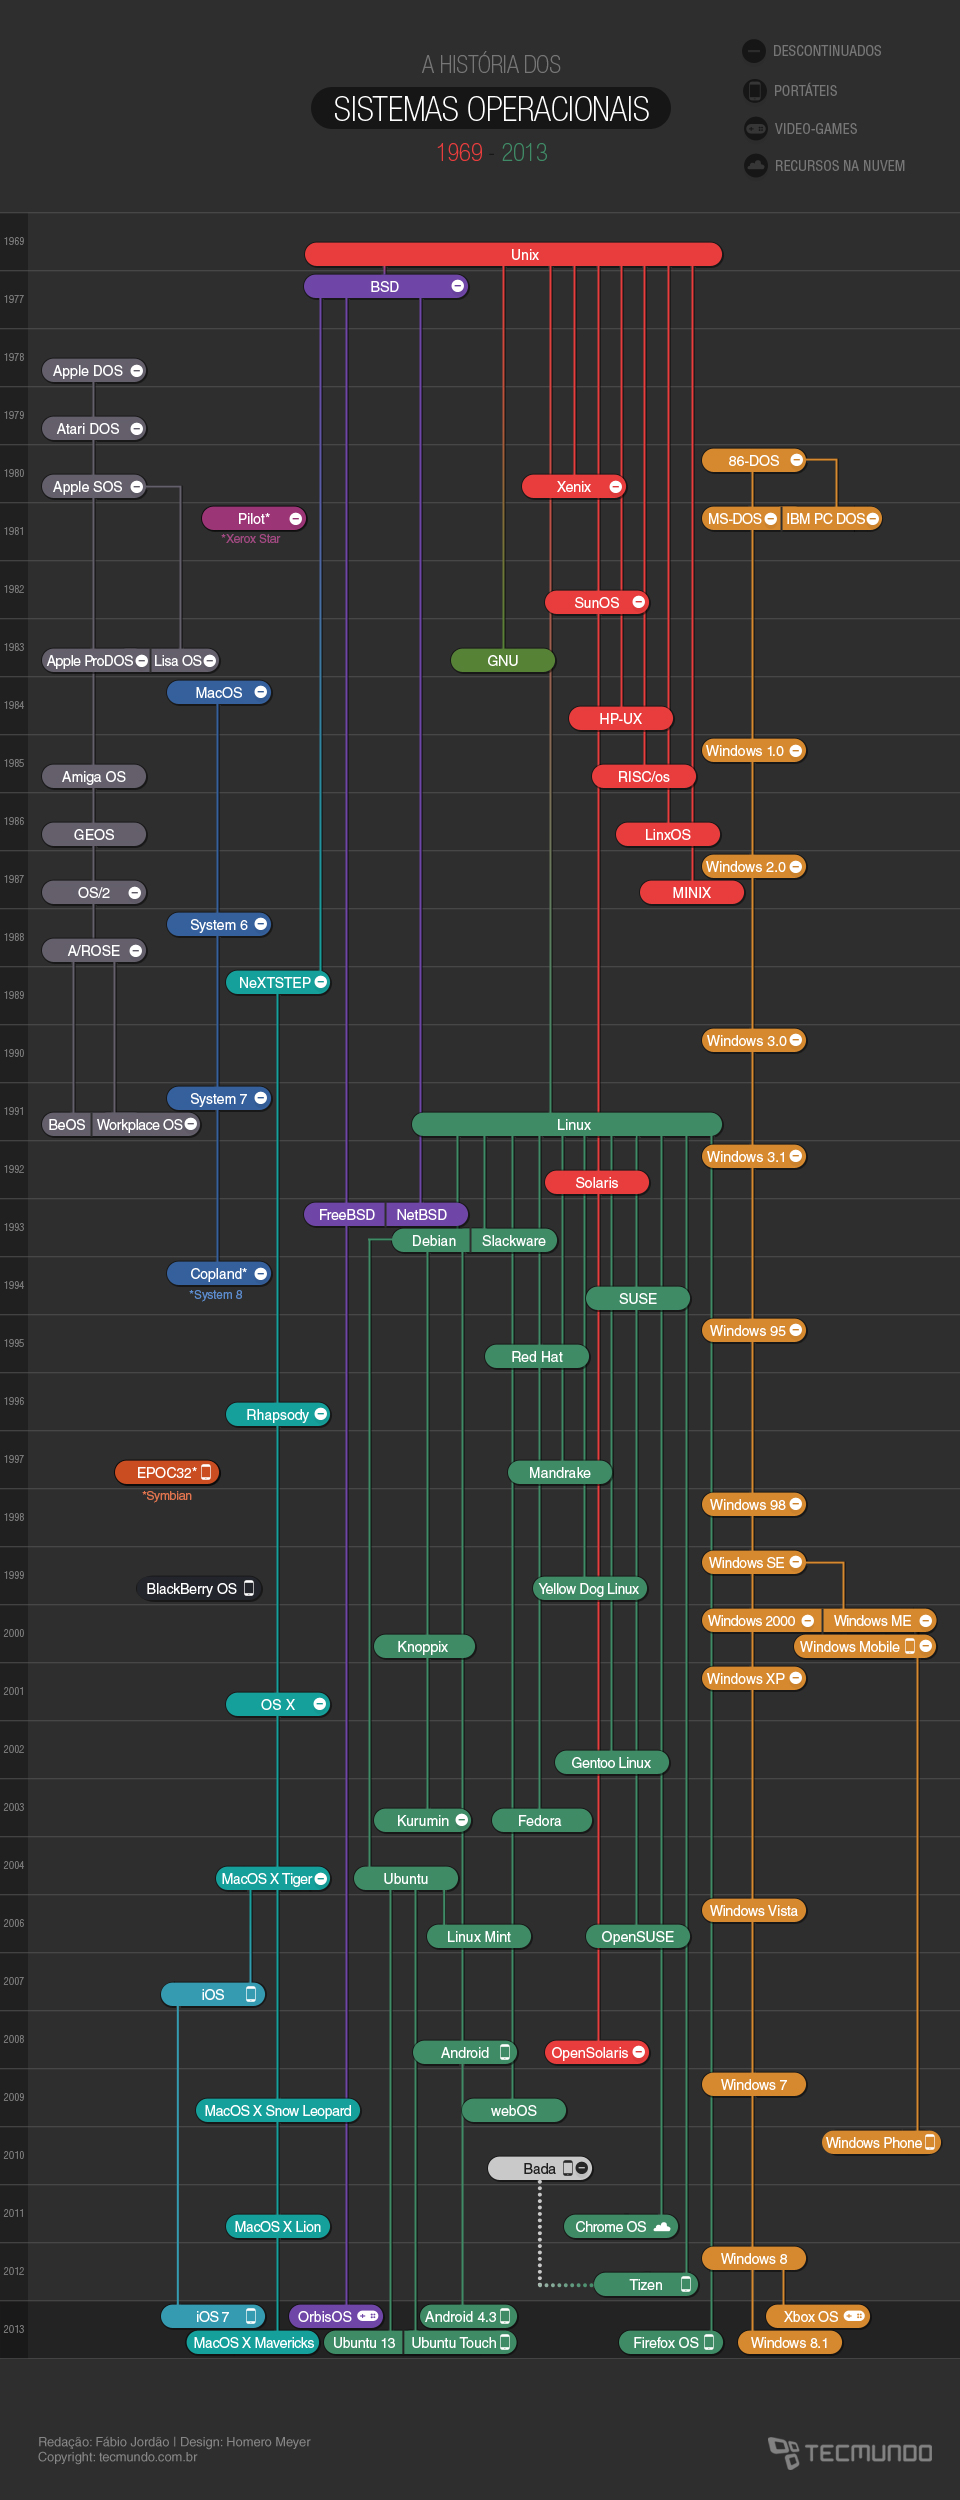 A HISTÓRIA DOS
SISTEMAS OPERACIONAIS
1969 - 2013
DESCONTINUADOS
PORTÁTEIS
VIDEO-GAMES
RECURSOS NA NUVEM
1969
Unix
BSD
1977
1978
Apple DOS
1979
Atari DOS
86-DOS
1980
Apple SOS
Xenix
Pilot*
MS-DOS
IBM PC DOS
1981
*Xerox Star
1982
SunOS
1983
Apple ProDOS
Lisa OS
GNU
MacOS
1984
HP-UX
Windows 1.0
1985
Amiga OS
RISC/os
1986
GEOS
LinxOS
Windows 2.0
1987
OS/2
MINIX
System 6
1988
A/ROSE
NeXTSTEP
1989
Windows 3.0
1990
System 7
1991
BeOS
Workplace OS
Linux
Windows 3.1
1992
Solaris
FreeBSD
NetBSD
1993
Debian
Slackware
Copland*
1994
*System 8
SUSE
Windows 95
1995
Red Hat
1996
Rhapsody
1997
EPOC32*
Mandrake
*Symbian
Windows 98
1998
Windows SE
1999
BlackBerry OS
Yellow Dog Linux
Windows 2000
Windows ME
2000
Knoppix
Windows Mobile
Windows XP
2001
OS X
2002
Gentoo Linux
2003
Kurumin
Fedora
2004
MacOS X Tiger
Ubuntu
Windows Vista
2006
Linux Mint
OpenSUSE
2007
iOS
2008
Android
OpenSolaris
Windows 7
2009
MacOS X Snow Leopard
webOS
Windows Phone
2010
Bada
2011
MacOS X Lion
Chrome OS
Windows 8
2012
Tizen
iOS 7
OrbisOS
Android 4.3
Xbox OS
2013
MacOS X Mavericks
Ubuntu 13
Ubuntu Touch
Firefox OS
Windows 8.1
Redação: Fábio Jordão | Design: Homero Meyer
Copyright: tecmundo.com.br
TECMUNDO